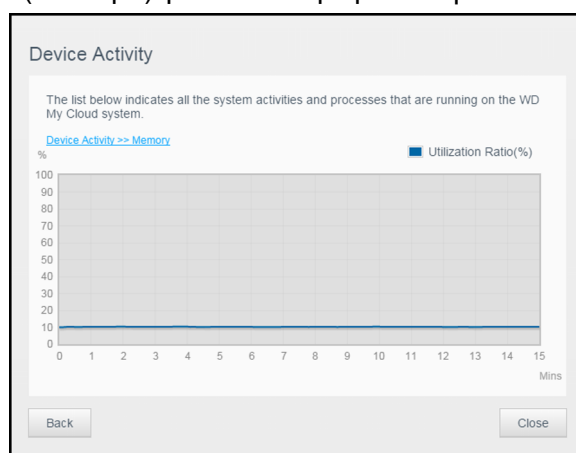 Device Activity
The list below indicates all the system activities and processes that are running on the WD
My Cloud system.
Device Activity >> Memory
%
Utilization Ratio(%)
100
90
80
70
60
50
40
30
20
10
0
0 1 2 3 4 5 6 7 8 9 10 11 12 13 14 15
Mins
Back
Close